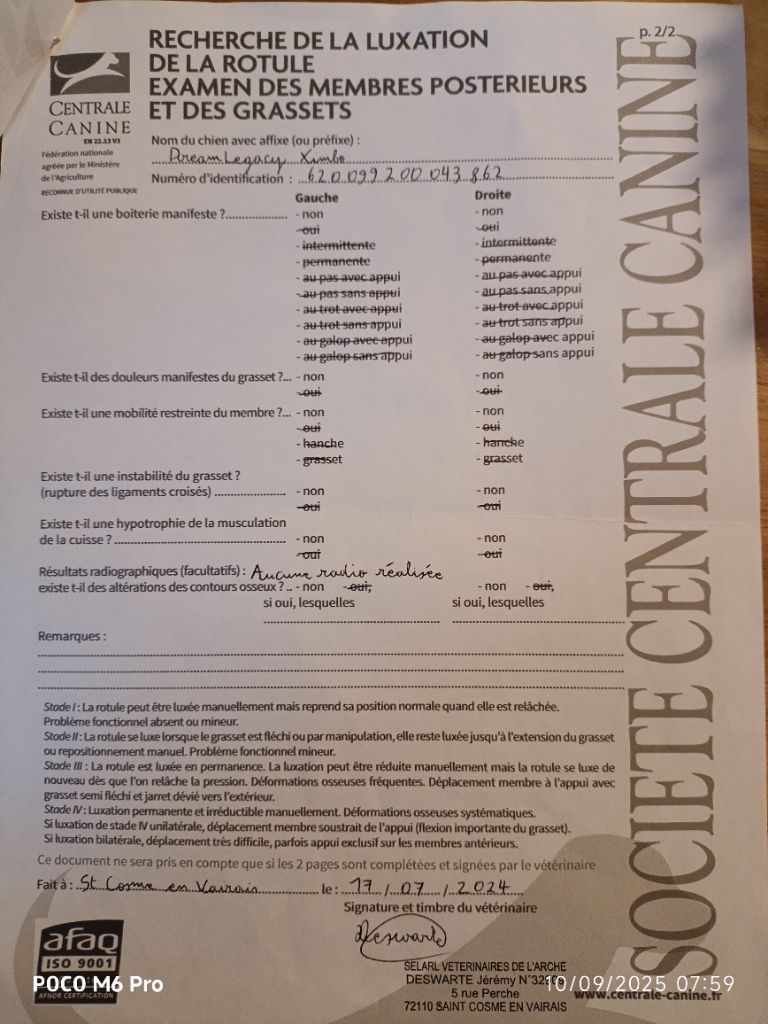 p. 2/2
RECHERCHE DE LA LUXATION
DE LA ROTULE
EXAMEN DES MEMBRES POSTERIEURS
ET DES GRASSETS
CENTRALE
CANINE
EN 22.13 V3
Fédération nationale
agréée par le Ministère
de l'Agriculture
RECONNUE D'UTILITÉ PUBLIQUE
Nom du chien avec affixe (ou préfixe) :
Dream Legacy Ximba
Numéro d'identification : 620099200043862
Gauche Droite
Existe t-il une boiterie manifeste ? - non - non
- oui - oui
- intermittente - intermittente
- permanente - permanente
- au pas avec appui - au pas avec appui
- au pas sans appui - au pas sans appui
- au trot avec appui - au trot avec appui
- au trot sans appui - au trot sans appui
- au galop avec appui - au galop avec appui
- au galop sans appui - au galop sans appui
Existe t-il des douleurs manifestes du grasset ?... - non - non
- oui - oui
Existe t-il une mobilité restreinte du membre ?... - non - non
- oui - oui
- hanche - hanche
- grasset - grasset
Existe t-il une instabilité du grasset ?
(rupture des ligaments croisés) - non - non
- oui - oui
Existe t-il une hypotrophie de la musculation
de la cuisse ? - non - non
- oui - oui
Résultats radiographiques (facultatifs) : Aucune radio réalisée
existe t-il des altérations des contours osseux ? .. - non - oui, - non - oui,
si oui, lesquelles si oui, lesquelles
Remarques :
Stade I : La rotule peut être luxée manuellement mais reprend sa position normale quand elle est relâchée.
Problème fonctionnel absent ou mineur.
Stade II : La rotule se luxe lorsque le grasset est fléchi ou par manipulation, elle reste luxée jusqu'à l'extension du grasset
ou repositionnement manuel. Problème fonctionnel mineur.
Stade III : La rotule est luxée en permanence. La luxation peut être réduite manuellement mais la rotule se luxe de
nouveau dès que l'on relâche la pression. Déformations osseuses fréquentes. Déplacement membre à l'appui avec
grasset semi fléchi et jarret dévié vers l'extérieur.
Stade IV : Luxation permanente et irréductible manuellement. Déformations osseuses systématiques.
Si luxation de stade IV unilatérale, déplacement membre soustrait de l'appui (flexion importante du grasset).
Si luxation bilatérale, déplacement très difficile, parfois appui exclusif sur les membres antérieurs.
Ce document ne sera pris en compte que si les 2 pages sont complétées et signées par le vétérinaire
Fait à : St Cosme en Vairais le : 17 / 07 / 2024
Signature et timbre du vétérinaire
Deswarte
SELARL VETERINAIRES DE L'ARCHE
DESWARTE Jérémy
5 rue Perche
72110 SAINT COSME EN VAIRAIS
www.centrale-canine.fr
afaq
ISO 9001
AFNOR CERTIFICATION
SOCIETE CENTRALE CANINE
POCO M6 Pro
10/09/2025 07:59